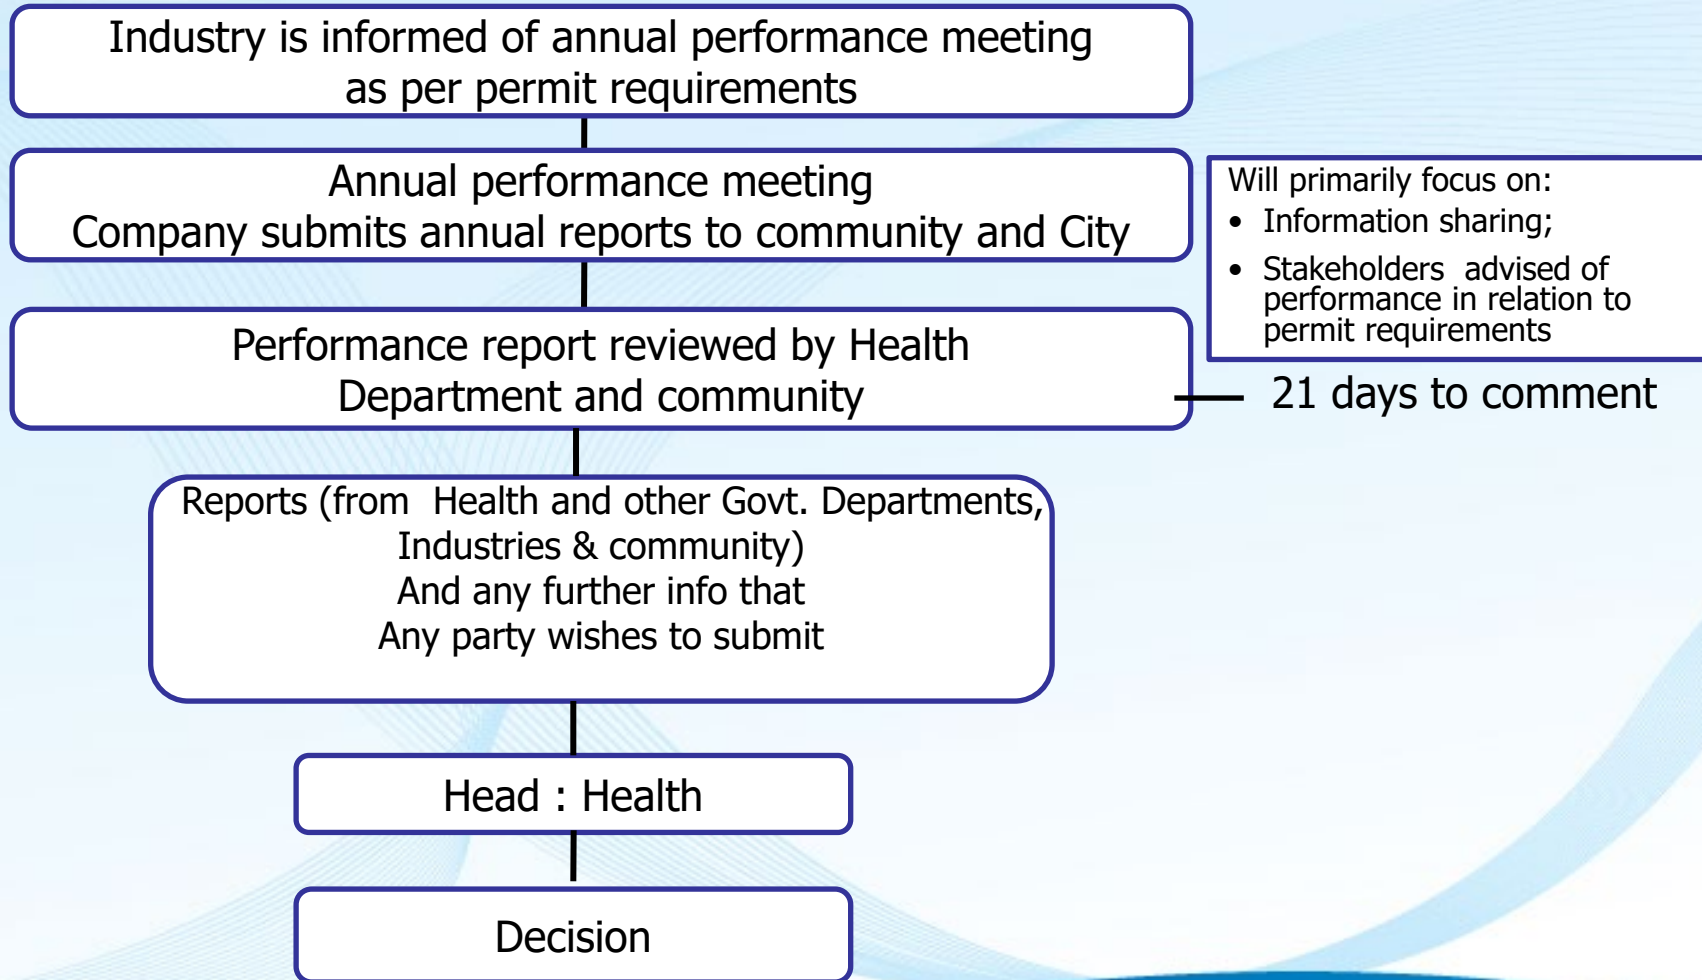 Industry is informed of annual performance meeting
as per permit requirements
Annual performance meeting
Company submits annual reports to community and City
Will primarily focus on:
• Information sharing;
• Stakeholders advised of
performance in relation to
permit requirements
Performance report reviewed by Health
Department and community
21 days to comment
Reports (from Health and other Govt. Departments,
Industries & community)
And any further info that
Any party wishes to submit
Head : Health
Decision